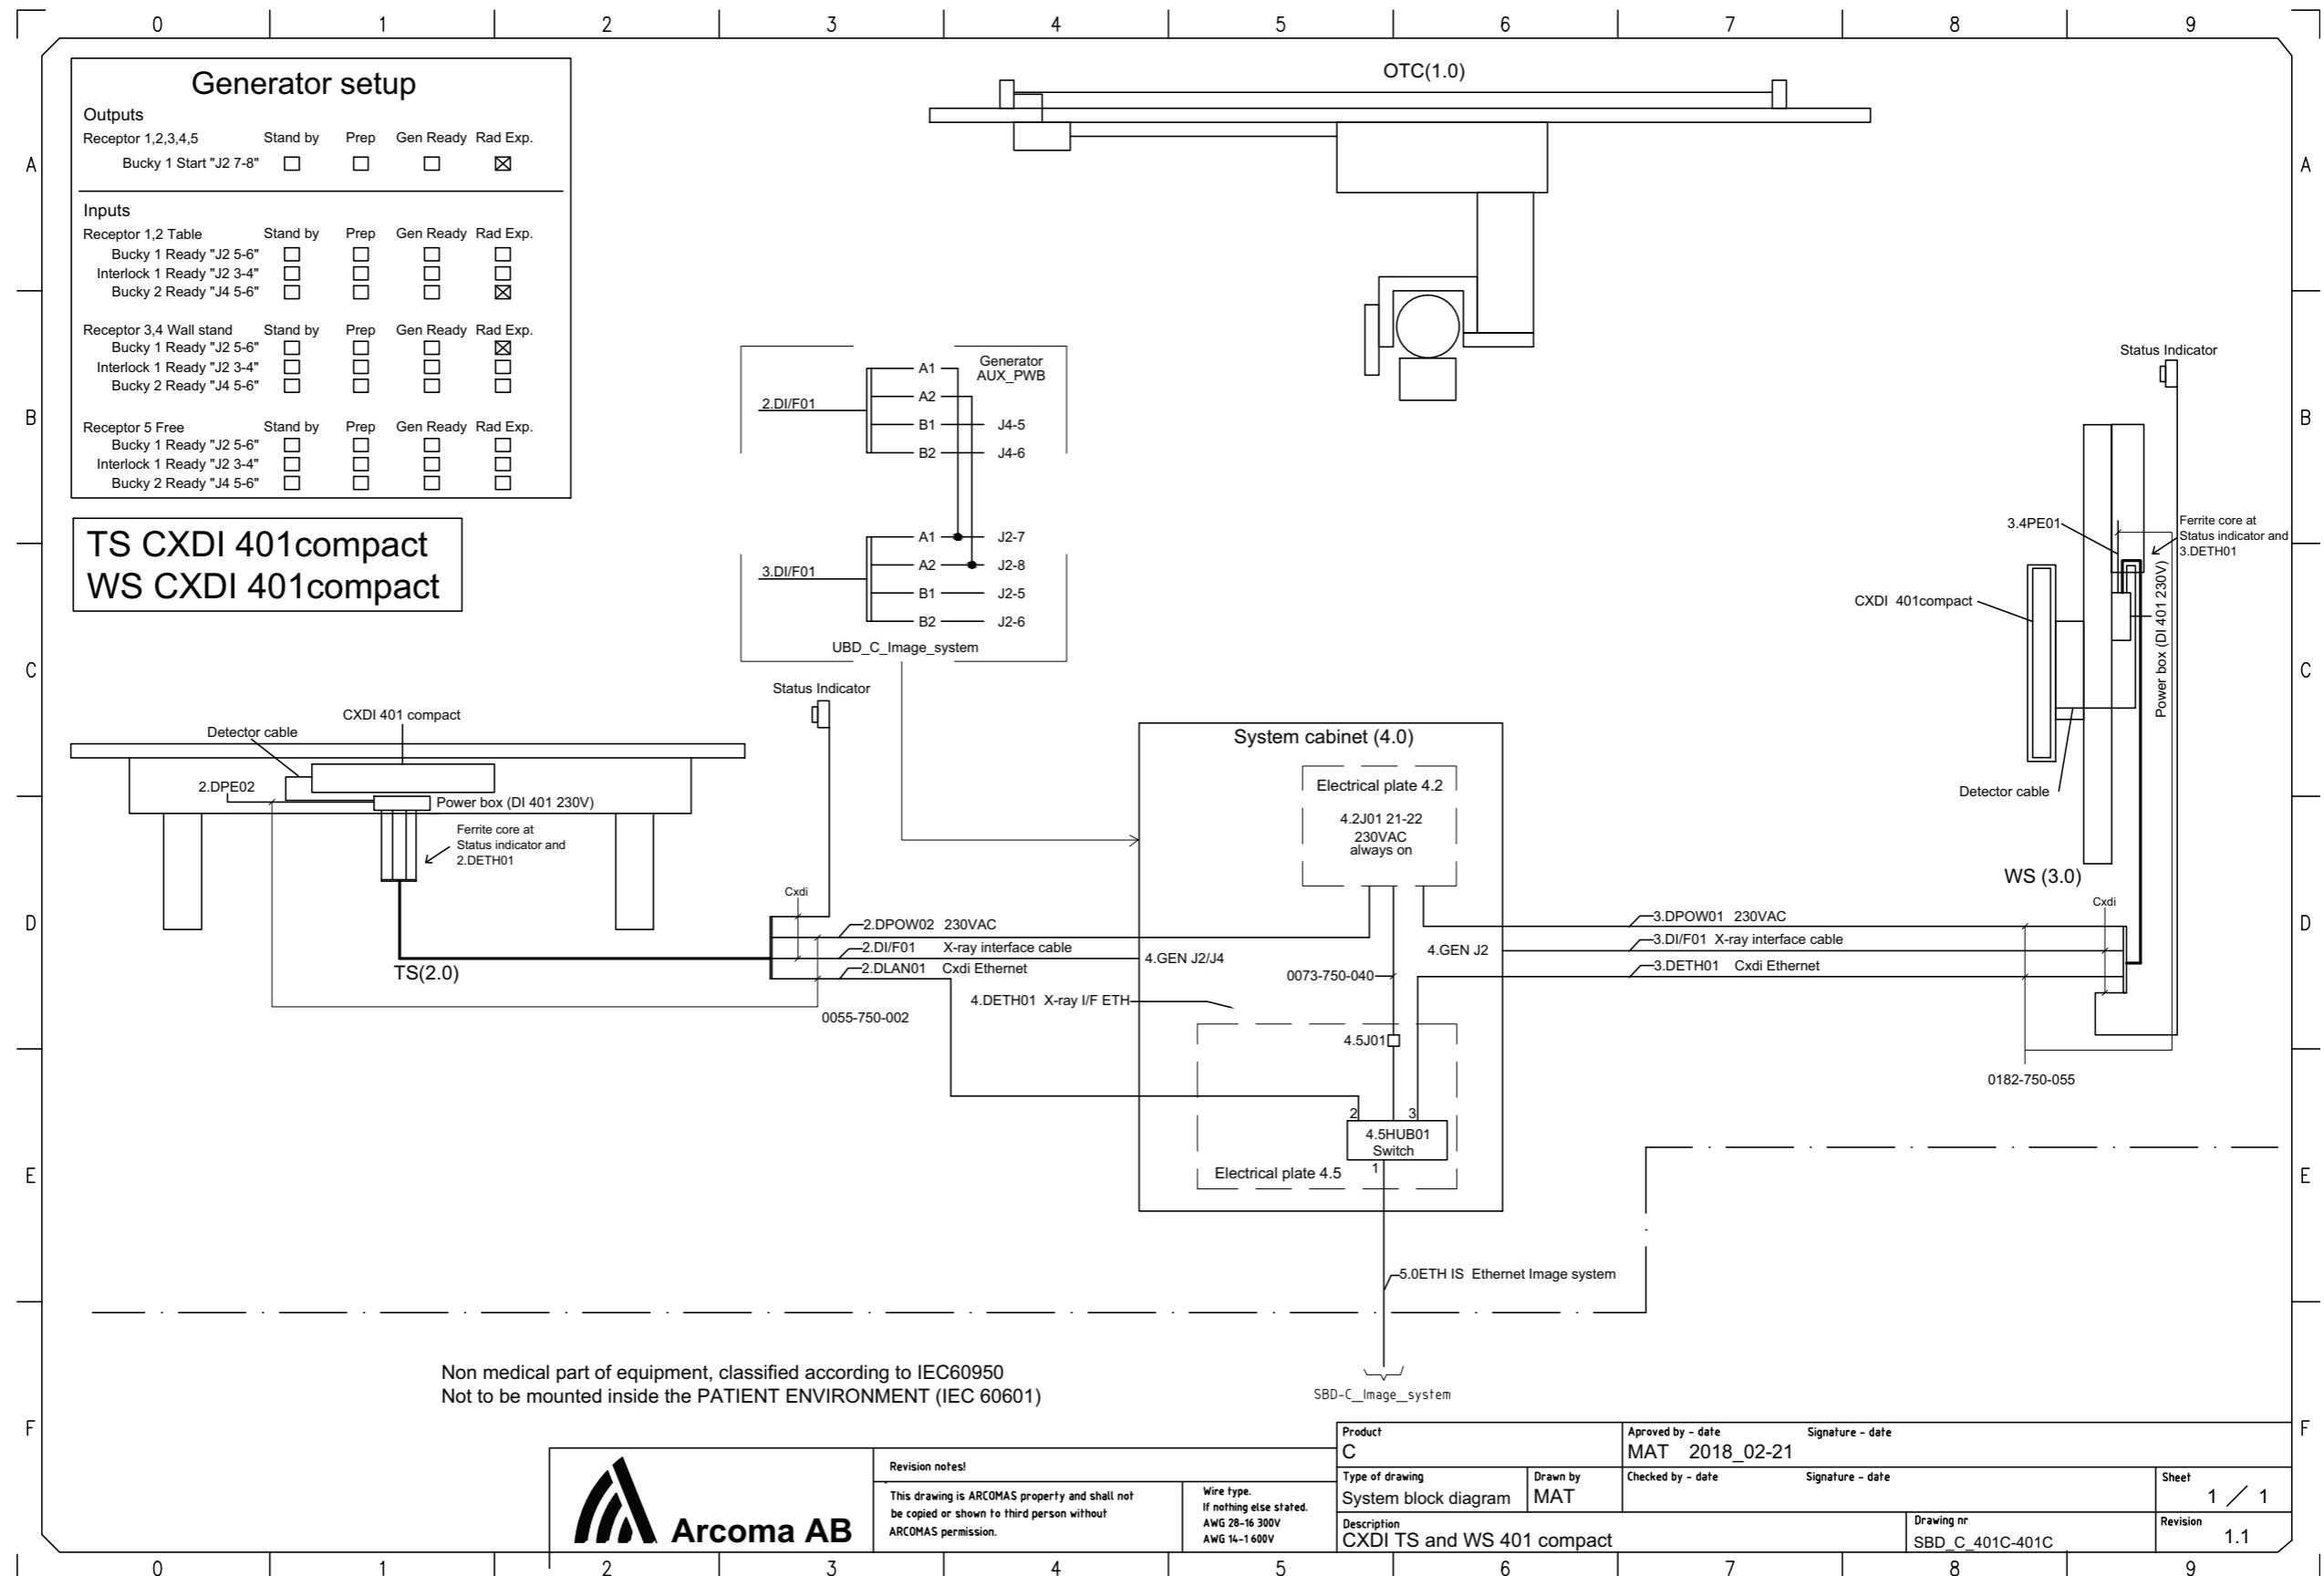 0 1 2 3 4 5 6 7 8 9
OTC(1.0)
Generator setup
Outputs
Receptor 1,2,3,4,5 Stand by Prep Gen Ready Rad Exp.
Bucky 1 Start "J2 7-8"
A A
Inputs
Receptor 1,2 Table Stand by Prep Gen Ready Rad Exp.
Bucky 1 Ready "J2 5-6"
Interlock 1 Ready "J2 3-4"
Bucky 2 Ready "J4 5-6"
Receptor 3,4 Wall stand Stand by Prep Gen Ready Rad Exp.
Bucky 1 Ready "J2 5-6"
Interlock 1 Ready "J2 3-4"
Bucky 2 Ready "J4 5-6"
Receptor 5 Free Stand by Prep Gen Ready Rad Exp.
Bucky 1 Ready "J2 5-6"
Interlock 1 Ready "J2 3-4"
Bucky 2 Ready "J4 5-6"
B B
TS CXDI 401compact
WS CXDI 401compact
Generator
AUX_PWB
2.DI/F01
A1
A2
B1 J4-5
B2 J4-6
3.DI/F01
A1 J2-7
A2 J2-8
B1 J2-5
B2 J2-6
UBD_C_Image_system
Status Indicator
3.4PE01
Ferrite core at
Status indicator and
3.DETH01
CXDI 401compact
Power box (DI 401 230V)
Detector cable
WS (3.0)
Cxdi
C C
Status Indicator
CXDI 401 compact
Detector cable
2.DPE02
Power box (DI 401 230V)
Ferrite core at
Status indicator and
2.DETH01
TS(2.0)
Cxdi
System cabinet (4.0)
Electrical plate 4.2
4.2J01 21-22
230VAC
always on
D D
2.DPOW02 230VAC
2.DI/F01 X-ray interface cable
2.DLAN01 Cxdi Ethernet
4.GEN J2/J4
4.GEN J2
3.DPOW01 230VAC
3.DI/F01 X-ray interface cable
3.DETH01 Cxdi Ethernet
0073-750-040
4.DETH01 X-ray I/F ETH
0055-750-002
4.5J01
0182-750-055
2 3
4.5HUB01
Switch
1
Electrical plate 4.5
E E
5.0ETH IS Ethernet Image system
Non medical part of equipment, classified according to IEC60950
Not to be mounted inside the PATIENT ENVIRONMENT (IEC 60601)
SBD-C_Image_system
F F
Arcoma AB
Revision notes!
This drawing is ARCOMAS property and shall not
be copied or shown to third person without
ARCOMAS permission.
Wire type.
If nothing else stated.
AWG 28-16 300V
AWG 14-1 600V
Product
C
Aproved by - date Signature - date
MAT 2018_02-21
Type of drawing
System block diagram
Drawn by
MAT
Checked by - date Signature - date
Sheet
1 / 1
Description
CXDI TS and WS 401 compact
Drawing nr
SBD_C_401C-401C
Revision
1.1
0 1 2 3 4 5 6 7 8 9